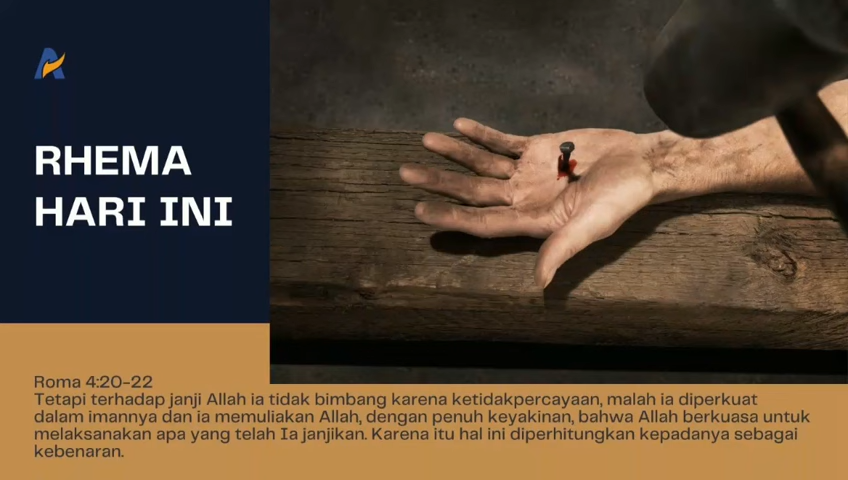 RHEMA
HARI INI
Roma 4:20-22
Tetapi terhadap janji Allah ia tidak bimbang karena ketidakpercayaan, malah ia diperkuat
dalam imannya dan ia memuliakan Allah, dengan penuh keyakinan, bahwa Allah berkuasa untuk
melaksanakan apa yang telah Ia janjikan. Karena itu hal ini diperhitungkan kepadanya sebagai
kebenaran.